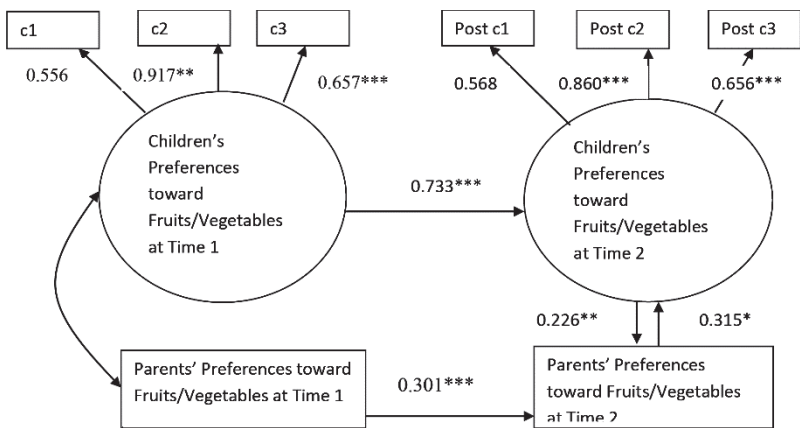 c1
c2
c3
Post c1
Post c2
Post c3
0.556
0.917**
0.657***
0.568
0.860***
0.656***
Children’s
Preferences
toward
Fruits/Vegetables
at Time 1
0.733***
Children’s
Preferences
toward
Fruits/Vegetables
at Time 2
0.226**
0.315*
Parents’ Preferences toward
Fruits/Vegetables at Time 1
0.301***
Parents’ Preferences
toward Fruits/Vegetables
at Time 2